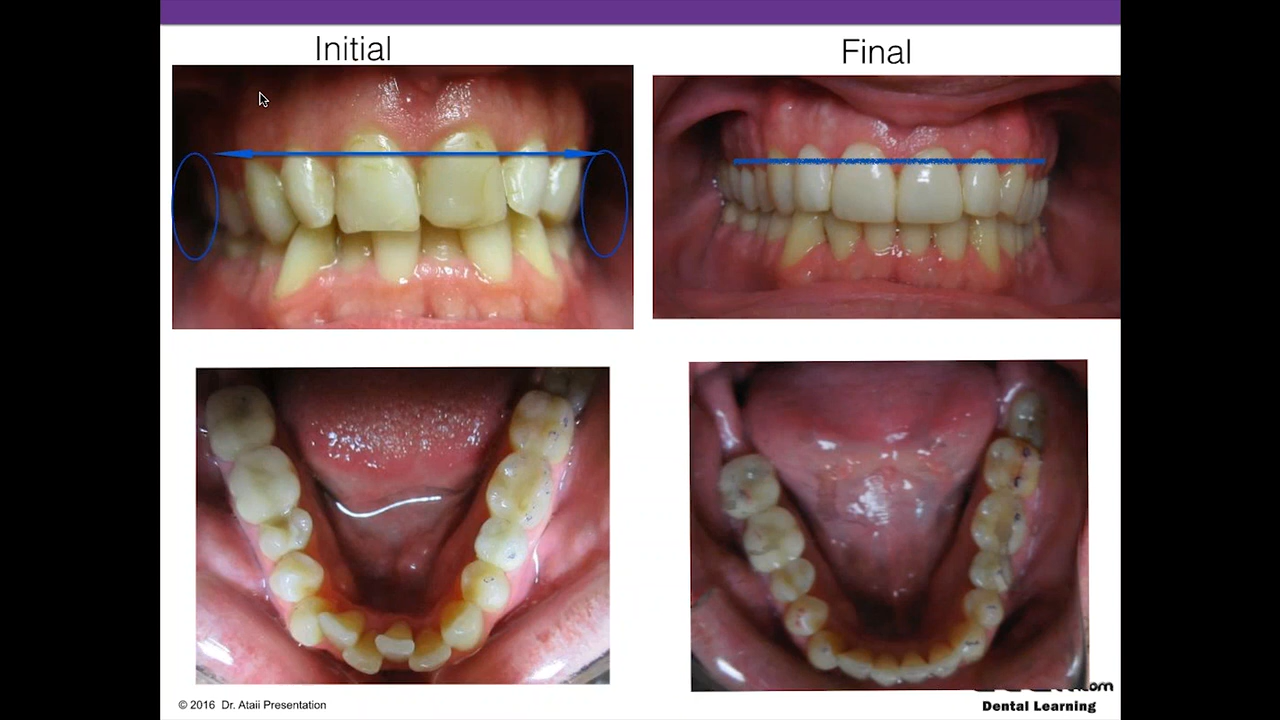 Initial
Final
© 2016 Dr. Ataii Presentation
.com
Dental Learning